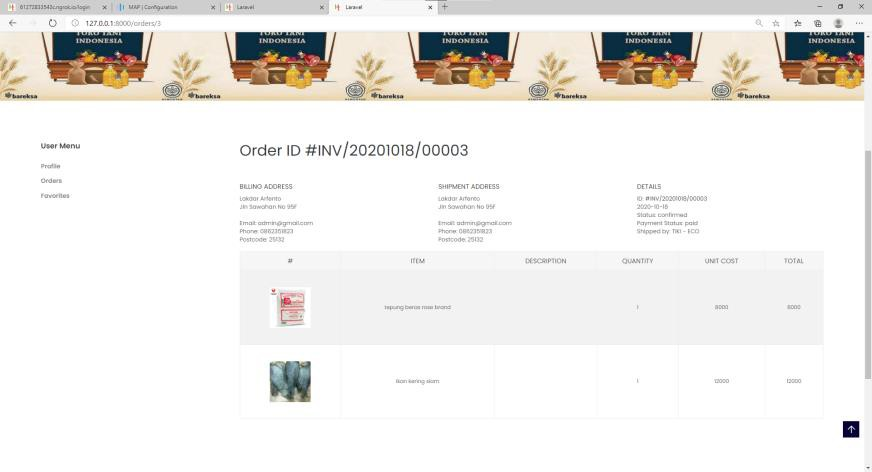 61272833543c.ngrok.io/login
MAP | Configuration
Laravel
Laravel
127.0.0.1:8000/orders/3
TOKO TANI TOKO TANI TOKO TANI TOKO TANI
INDONESIA INDONESIA INDONESIA INDONESIA
bareksa bareksa bareksa bareksa
User Menu
Profile
Orders
Favorites
Order ID #INV/20201018/00003
BILLING ADDRESS
Lakdar Arfento
Jln Sawahan No 95F
Email: admin@gmail.com
Phone: 0862351823
Postcode: 25132
SHIPMENT ADDRESS
Lakdar Arfento
Jln Sawahan No 95F
Email: admin@gmail.com
Phone: 0862351823
Postcode: 25132
DETAILS
ID: #INV/20201018/00003
2020-10-18
Status: confirmed
Payment Status: paid
Shipped by: TIKI - ECO
# ITEM DESCRIPTION QUANTITY UNIT COST TOTAL
tepung beras rose brand 1 8000 8000
ikan kering siam 1 12000 12000